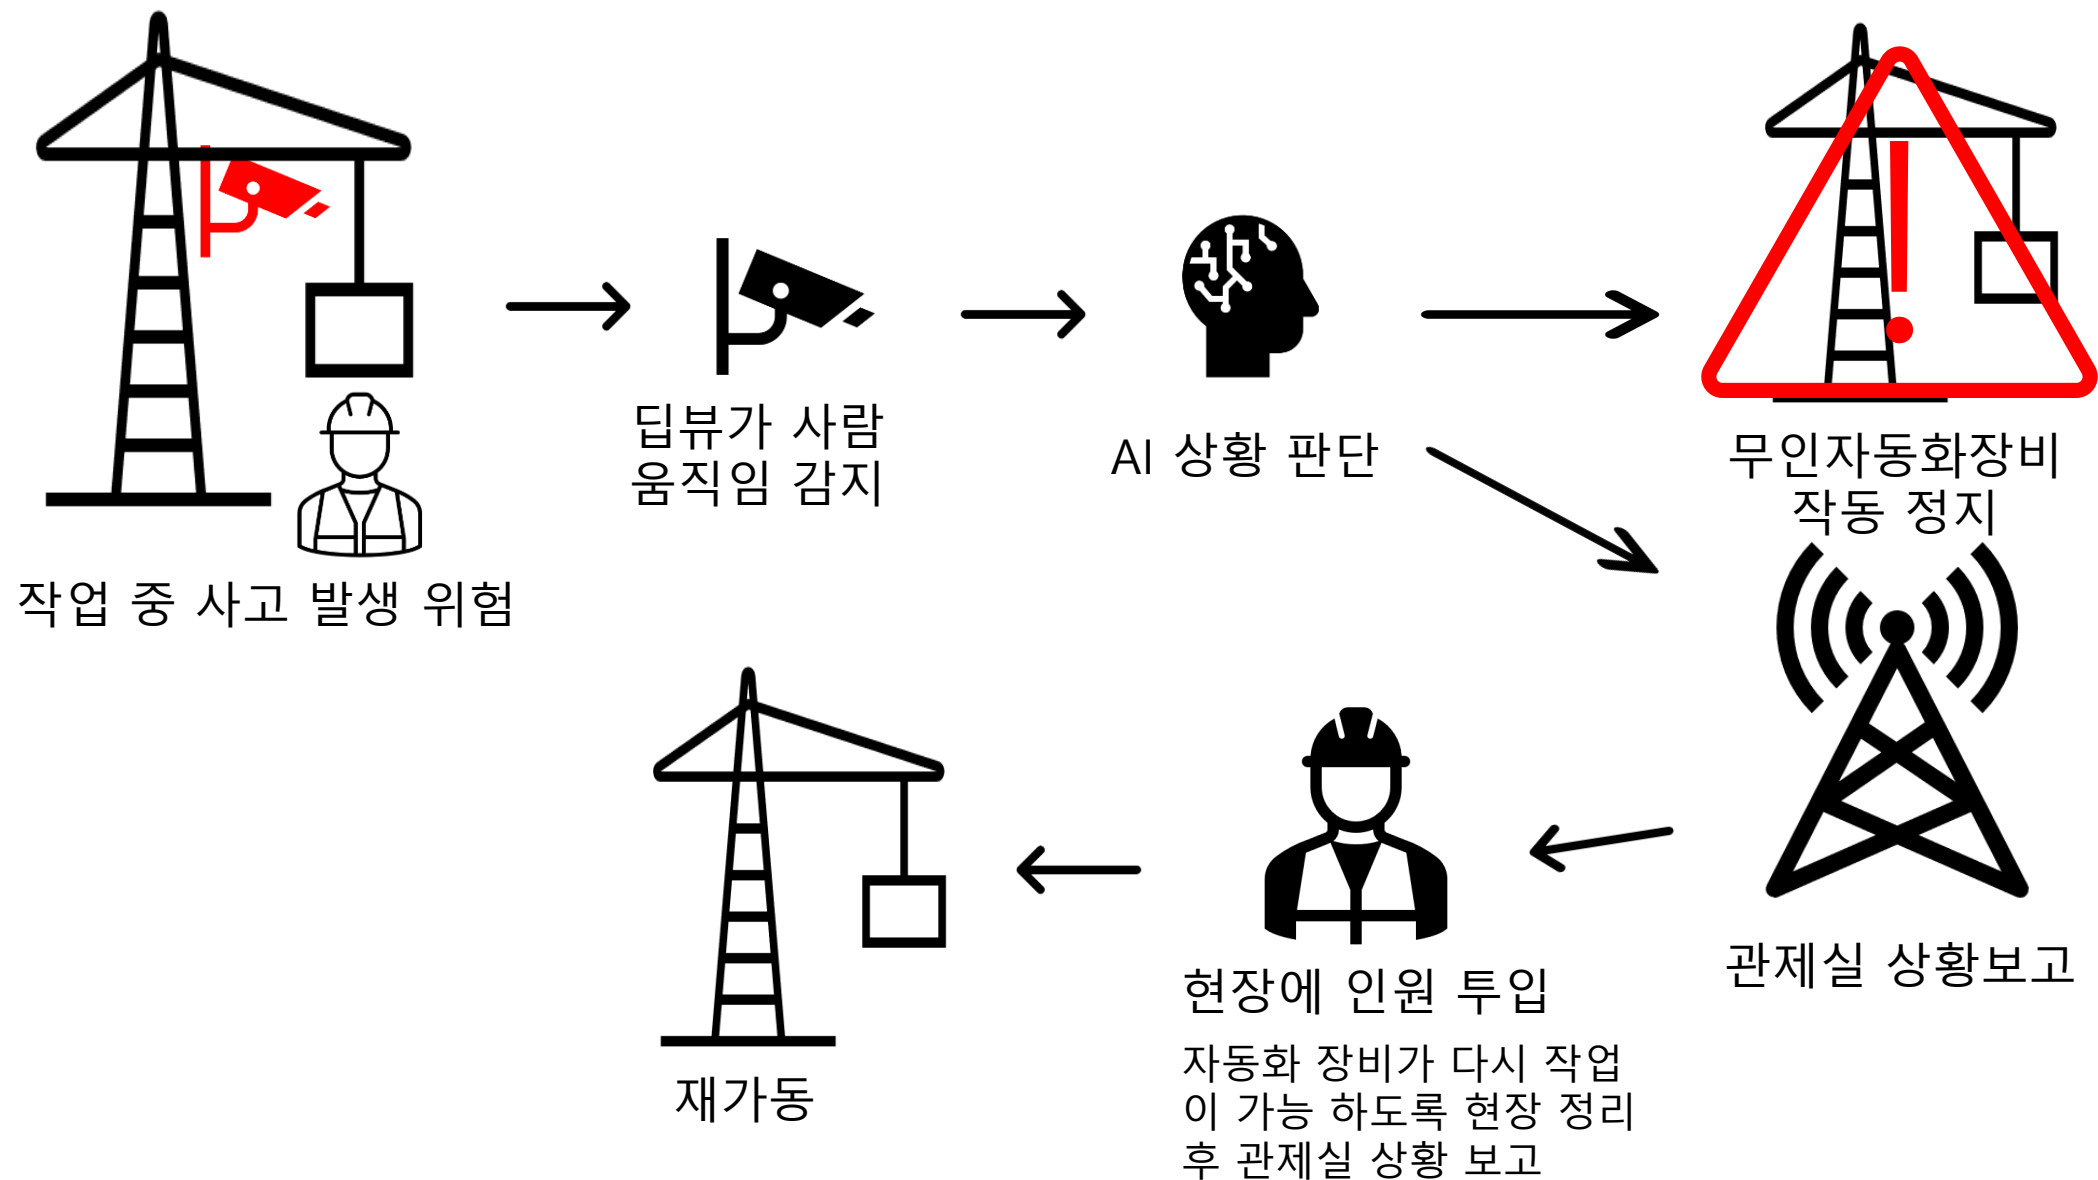 작업 중 사고 발생 위험
딥뷰가 사람
움직임 감지
AI 상황 판단
무인자동화장비
작동 정지
관제실 상황보고
현장에 인원 투입
자동화 장비가 다시 작업
이 가능 하도록 현장 정리
후 관제실 상황 보고
재가동